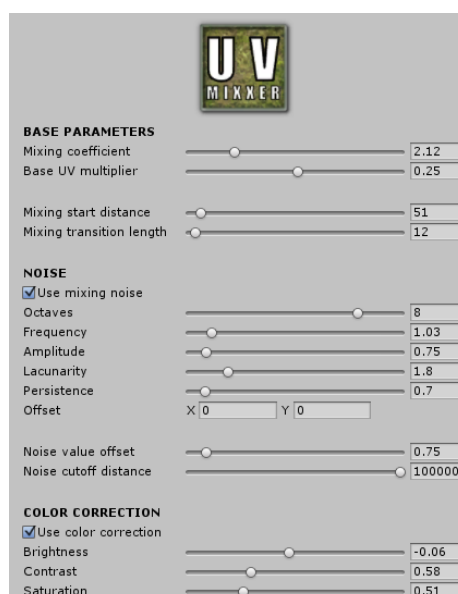 UV
MIXXER
BASE PARAMETERS
Mixing coefficient 2.12
Base UV multiplier 0.25
Mixing start distance 51
Mixing transition length 12
NOISE
Use mixing noise
Octaves 8
Frequency 1.03
Amplitude 0.75
Lacunarity 1.8
Persistence 0.7
Offset X 0 Y 0
Noise value offset 0.75
Noise cutoff distance 100000
COLOR CORRECTION
Use color correction
Brightness -0.06
Contrast 0.58
Saturation 0.51